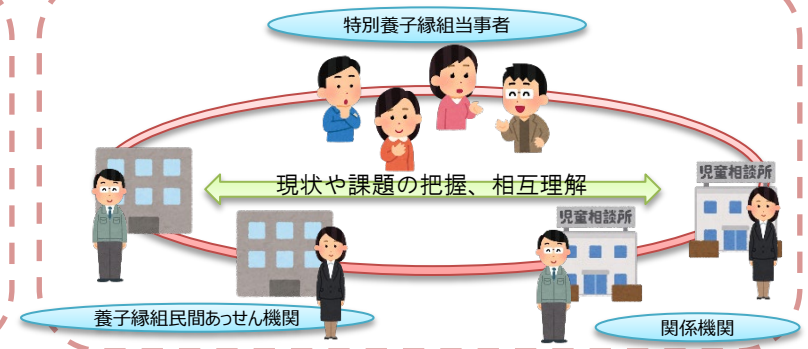 特別養子縁組当事者
児童相談所
現状や課題の把握、相互理解
児童相談所
養子縁組民間あっせん機関
関係機関